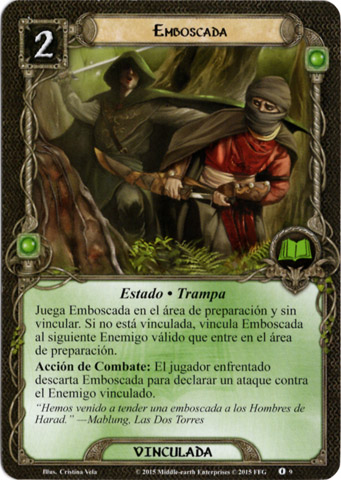 2
EMBOSCADA
Estado • Trampa
Juega Emboscada en el área de preparación y sin
vincular. Si no está vinculada, vincula Emboscada
al siguiente Enemigo válido que entre en el área
de preparación.
Acción de Combate: El jugador enfrentado
descarta Emboscada para declarar un ataque contra
el Enemigo vinculado.
“Hemos venido a tender una emboscada a los Hombres de
Harad.” —Mablung, Las Dos Torres
VINCULADA
Illus. Cristina Vela © 2015 Middle-earth Enterprises © 2015 FFG 9